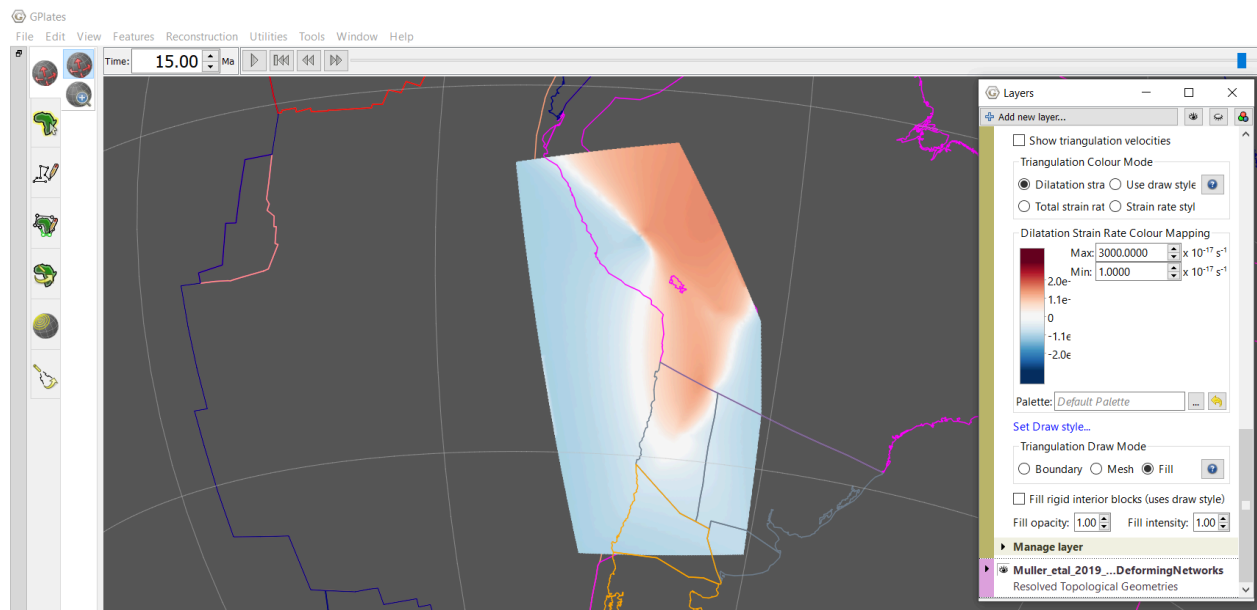 GPlates
File Edit View Features Reconstruction Utilities Tools Window Help
Time: 15.00 Ma
Layers
Add new layer...
Show triangulation velocities
Triangulation Colour Mode
Dilatation stra Use draw style
Total strain rat Strain rate styl
Dilatation Strain Rate Colour Mapping
Max: 3000.0000 x 10⁻¹⁷ s⁻¹
Min: 1.0000 x 10⁻¹⁷ s⁻¹
2.0e-
1.1e-
0
-1.1e
-2.0e
Palette: Default Palette ...
Set Draw style...
Triangulation Draw Mode
Boundary Mesh Fill
Fill rigid interior blocks (uses draw style)
Fill opacity: 1.00 Fill intensity: 1.00
Manage layer
Muller_etal_2019_...DeformingNetworks
Resolved Topological Geometries